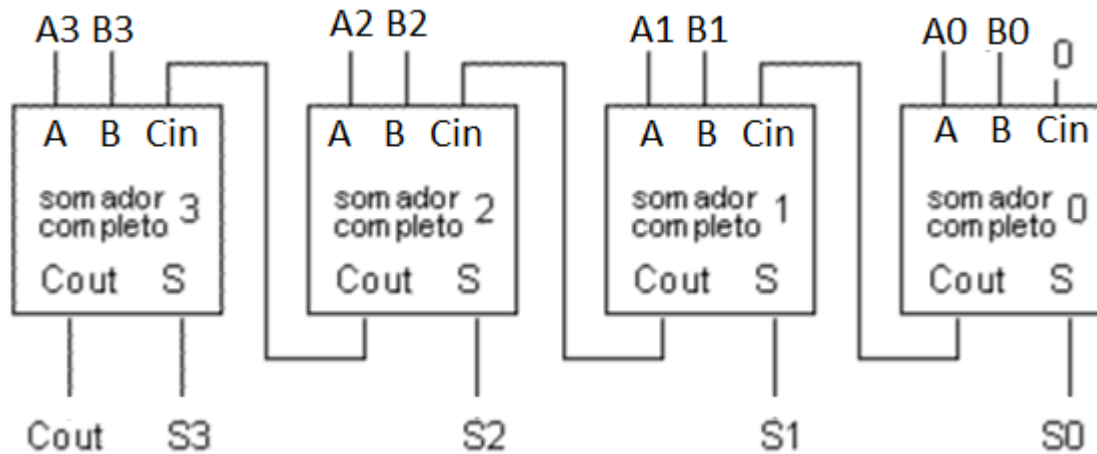 A3 B3 A2 B2 A1 B1 A0 B0 0
A B Cin A B Cin A B Cin A B Cin
somador completo 3 somador completo 2 somador completo 1 somador completo 0
Cout S Cout S Cout S Cout S
Cout S3 S2 S1 S0